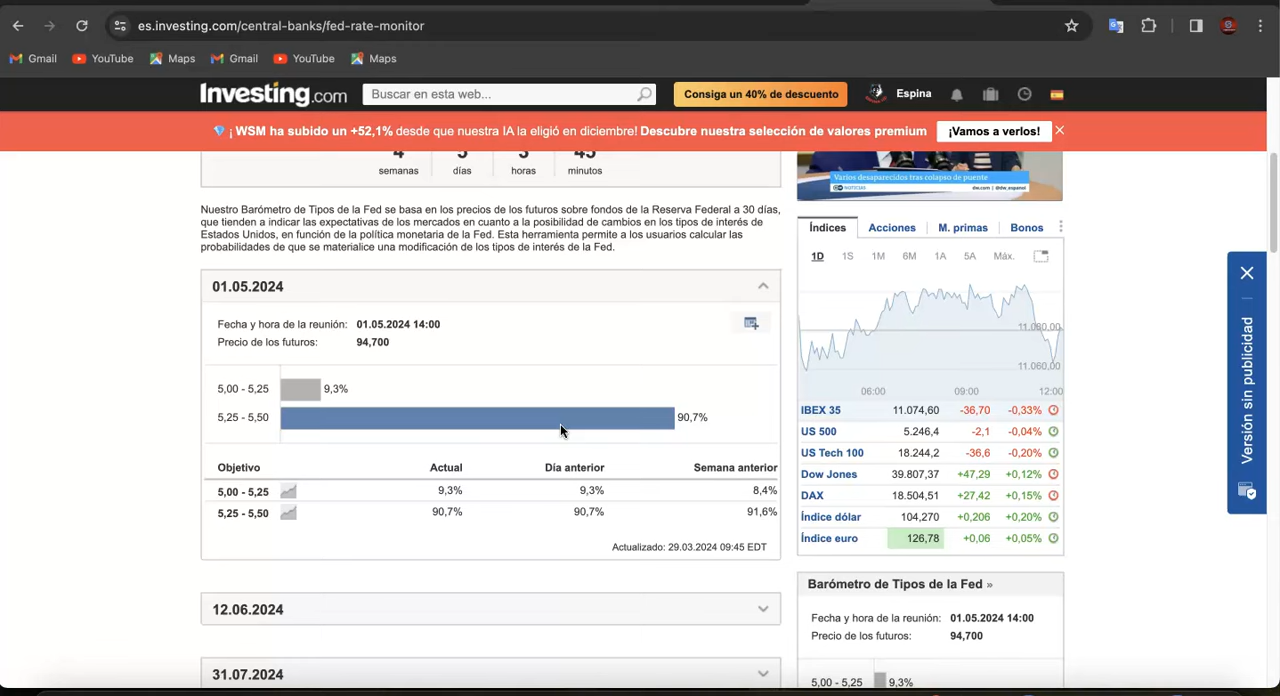 es.investing.com/central-banks/fed-rate-monitor
Gmail YouTube Maps Gmail YouTube Maps
Investing.com Buscar en esta web... Consiga un 40% de descuento Espina
¡ WSM ha subido un +52,1% desde que nuestra IA la eligió en diciembre! Descubre nuestra selección de valores premium ¡Vamos a verlos!
4 5 3 45
semanas días horas minutos
Nuestro Barómetro de Tipos de la Fed se basa en los precios de los futuros sobre fondos de la Reserva Federal a 30 días,
que tienden a indicar las expectativas de los mercados en cuanto a la posibilidad de cambios en los tipos de interés de
Estados Unidos, en función de la política monetaria de la Fed. Esta herramienta permite a los usuarios calcular las
probabilidades de que se materialice una modificación de los tipos de interés de la Fed.
01.05.2024
Fecha y hora de la reunión: 01.05.2024 14:00
Precio de los futuros: 94,700
5,00 - 5,25 9,3%
5,25 - 5,50 90,7%
Objetivo Actual Día anterior Semana anterior
5,00 - 5,25 9,3% 9,3% 8,4%
5,25 - 5,50 90,7% 90,7% 91,6%
Actualizado: 29.03.2024 09:45 EDT
12.06.2024
31.07.2024
Varios desaparecidos tras colapso de puente
DW NOTICIAS dw.com | @dw_espanol
Índices Acciones M. primas Bonos
1D 1S 1M 6M 1A 5A Máx.
11.080,00
11.060,00
06:00 09:00 12:00
IBEX 35 11.074,60 -36,70 -0,33%
US 500 5.246,4 -2,1 -0,04%
US Tech 100 18.244,2 -36,6 -0,20%
Dow Jones 39.807,37 +47,29 +0,12%
DAX 18.504,51 +27,42 +0,15%
Índice dólar 104,270 +0,206 +0,20%
Índice euro 126,78 +0,06 +0,05%
Barómetro de Tipos de la Fed »
Fecha y hora de la reunión: 01.05.2024 14:00
Precio de los futuros: 94,700
5,00 - 5,25 9,3%
Versión sin publicidad